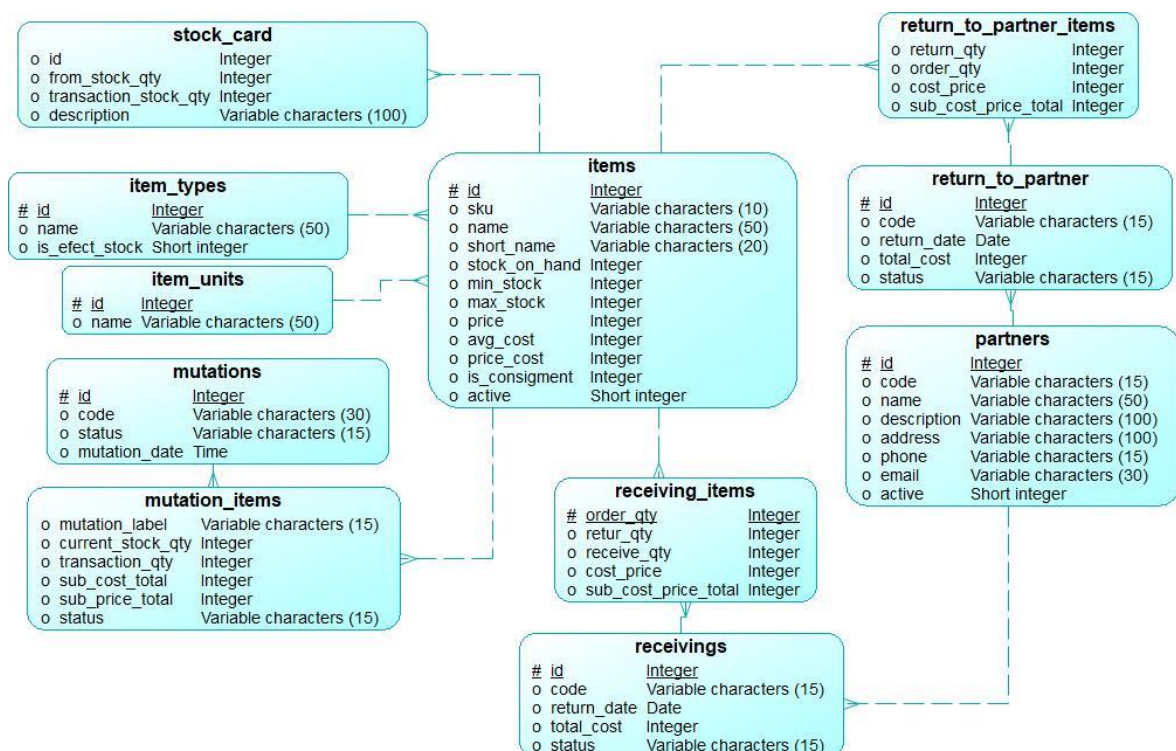 stock_card
o id Integer
o from_stock_qty Integer
o transaction_stock_qty Integer
o description Variable characters (100)
return_to_partner_items
o return_qty Integer
o order_qty Integer
o cost_price Integer
o sub_cost_price_total Integer
items
# id Integer
o sku Variable characters (10)
o name Variable characters (50)
o short_name Variable characters (20)
o stock_on_hand Integer
o min_stock Integer
o max_stock Integer
o price Integer
o avg_cost Integer
o price_cost Integer
o is_consigment Integer
o active Short integer
item_types
# id Integer
o name Variable characters (50)
o is_efect_stock Short integer
return_to_partner
# id Integer
o code Variable characters (15)
o return_date Date
o total_cost Integer
o status Variable characters (15)
item_units
# id Integer
o name Variable characters (50)
partners
# id Integer
o code Variable characters (15)
o name Variable characters (50)
o description Variable characters (100)
o address Variable characters (100)
o phone Variable characters (15)
o email Variable characters (30)
o active Short integer
mutations
# id Integer
o code Variable characters (30)
o status Variable characters (15)
o mutation_date Time
mutation_items
o mutation_label Variable characters (15)
o current_stock_qty Integer
o transaction_qty Integer
o sub_cost_total Integer
o sub_price_total Integer
o status Variable characters (15)
receiving_items
# order_qty Integer
o retur_qty Integer
o receive_qty Integer
o cost_price Integer
o sub_cost_price_total Integer
receivings
# id Integer
o code Variable characters (15)
o return_date Date
o total_cost Integer
o status Variable characters (15)